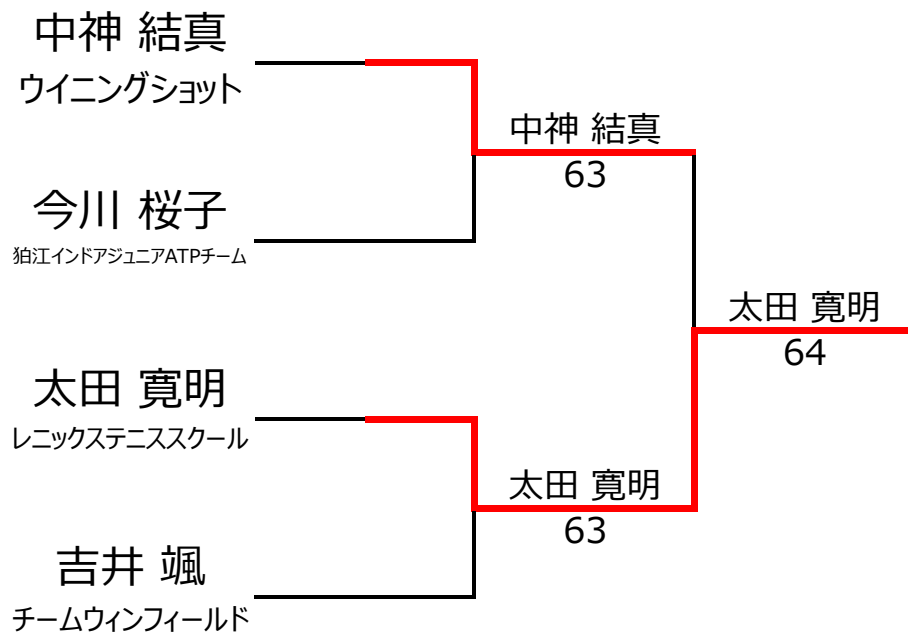 中神 結真
ウイニングショット
中神 結真
63
今川 桜子
狛江インドアジュニアATPチーム
太田 寛明
64
太田 寛明
レニックステニススクール
太田 寛明
63
吉井 颯
チームウィンフィールド